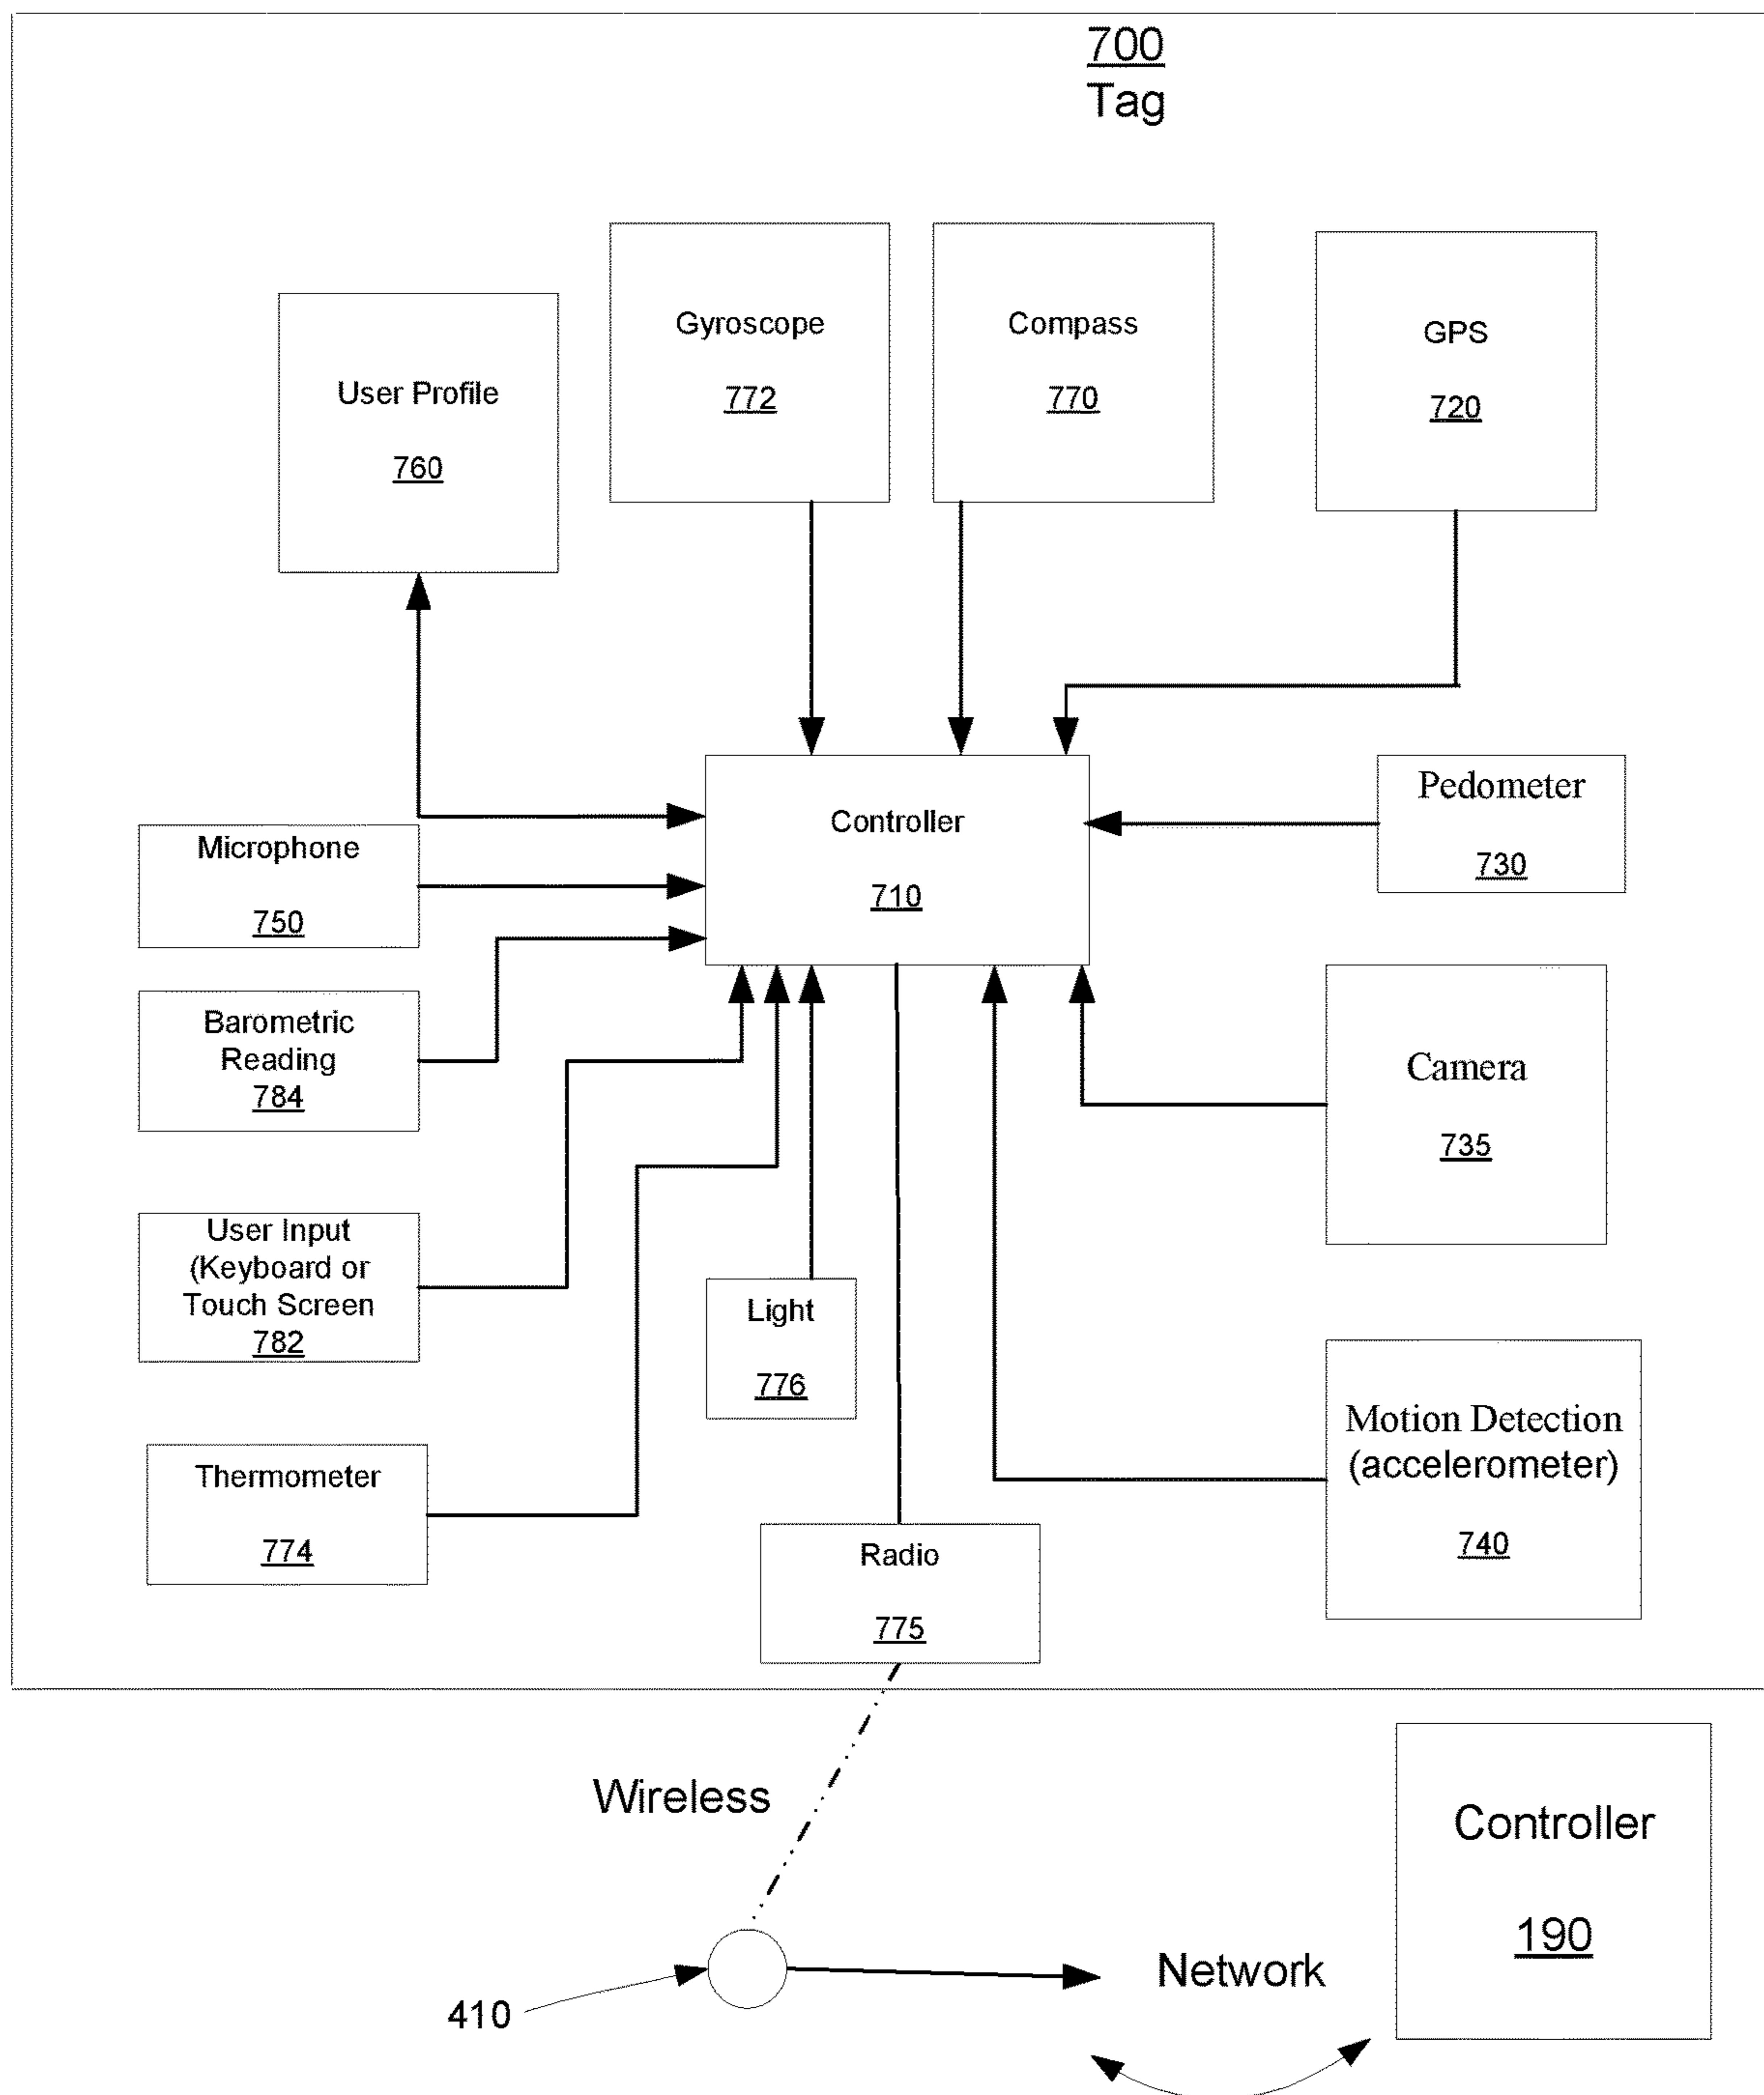 700
Tag
Gyroscope
772
Compass
770
GPS
720
User Profile
760
Controller
710
Pedometer
730
Microphone
750
Barometric
Reading
784
Camera
735
User Input
(Keyboard or
Touch Screen
782
Light
776
Motion Detection
(accelerometer)
740
Thermometer
774
Radio
775
Wireless
Controller
190
Network
410